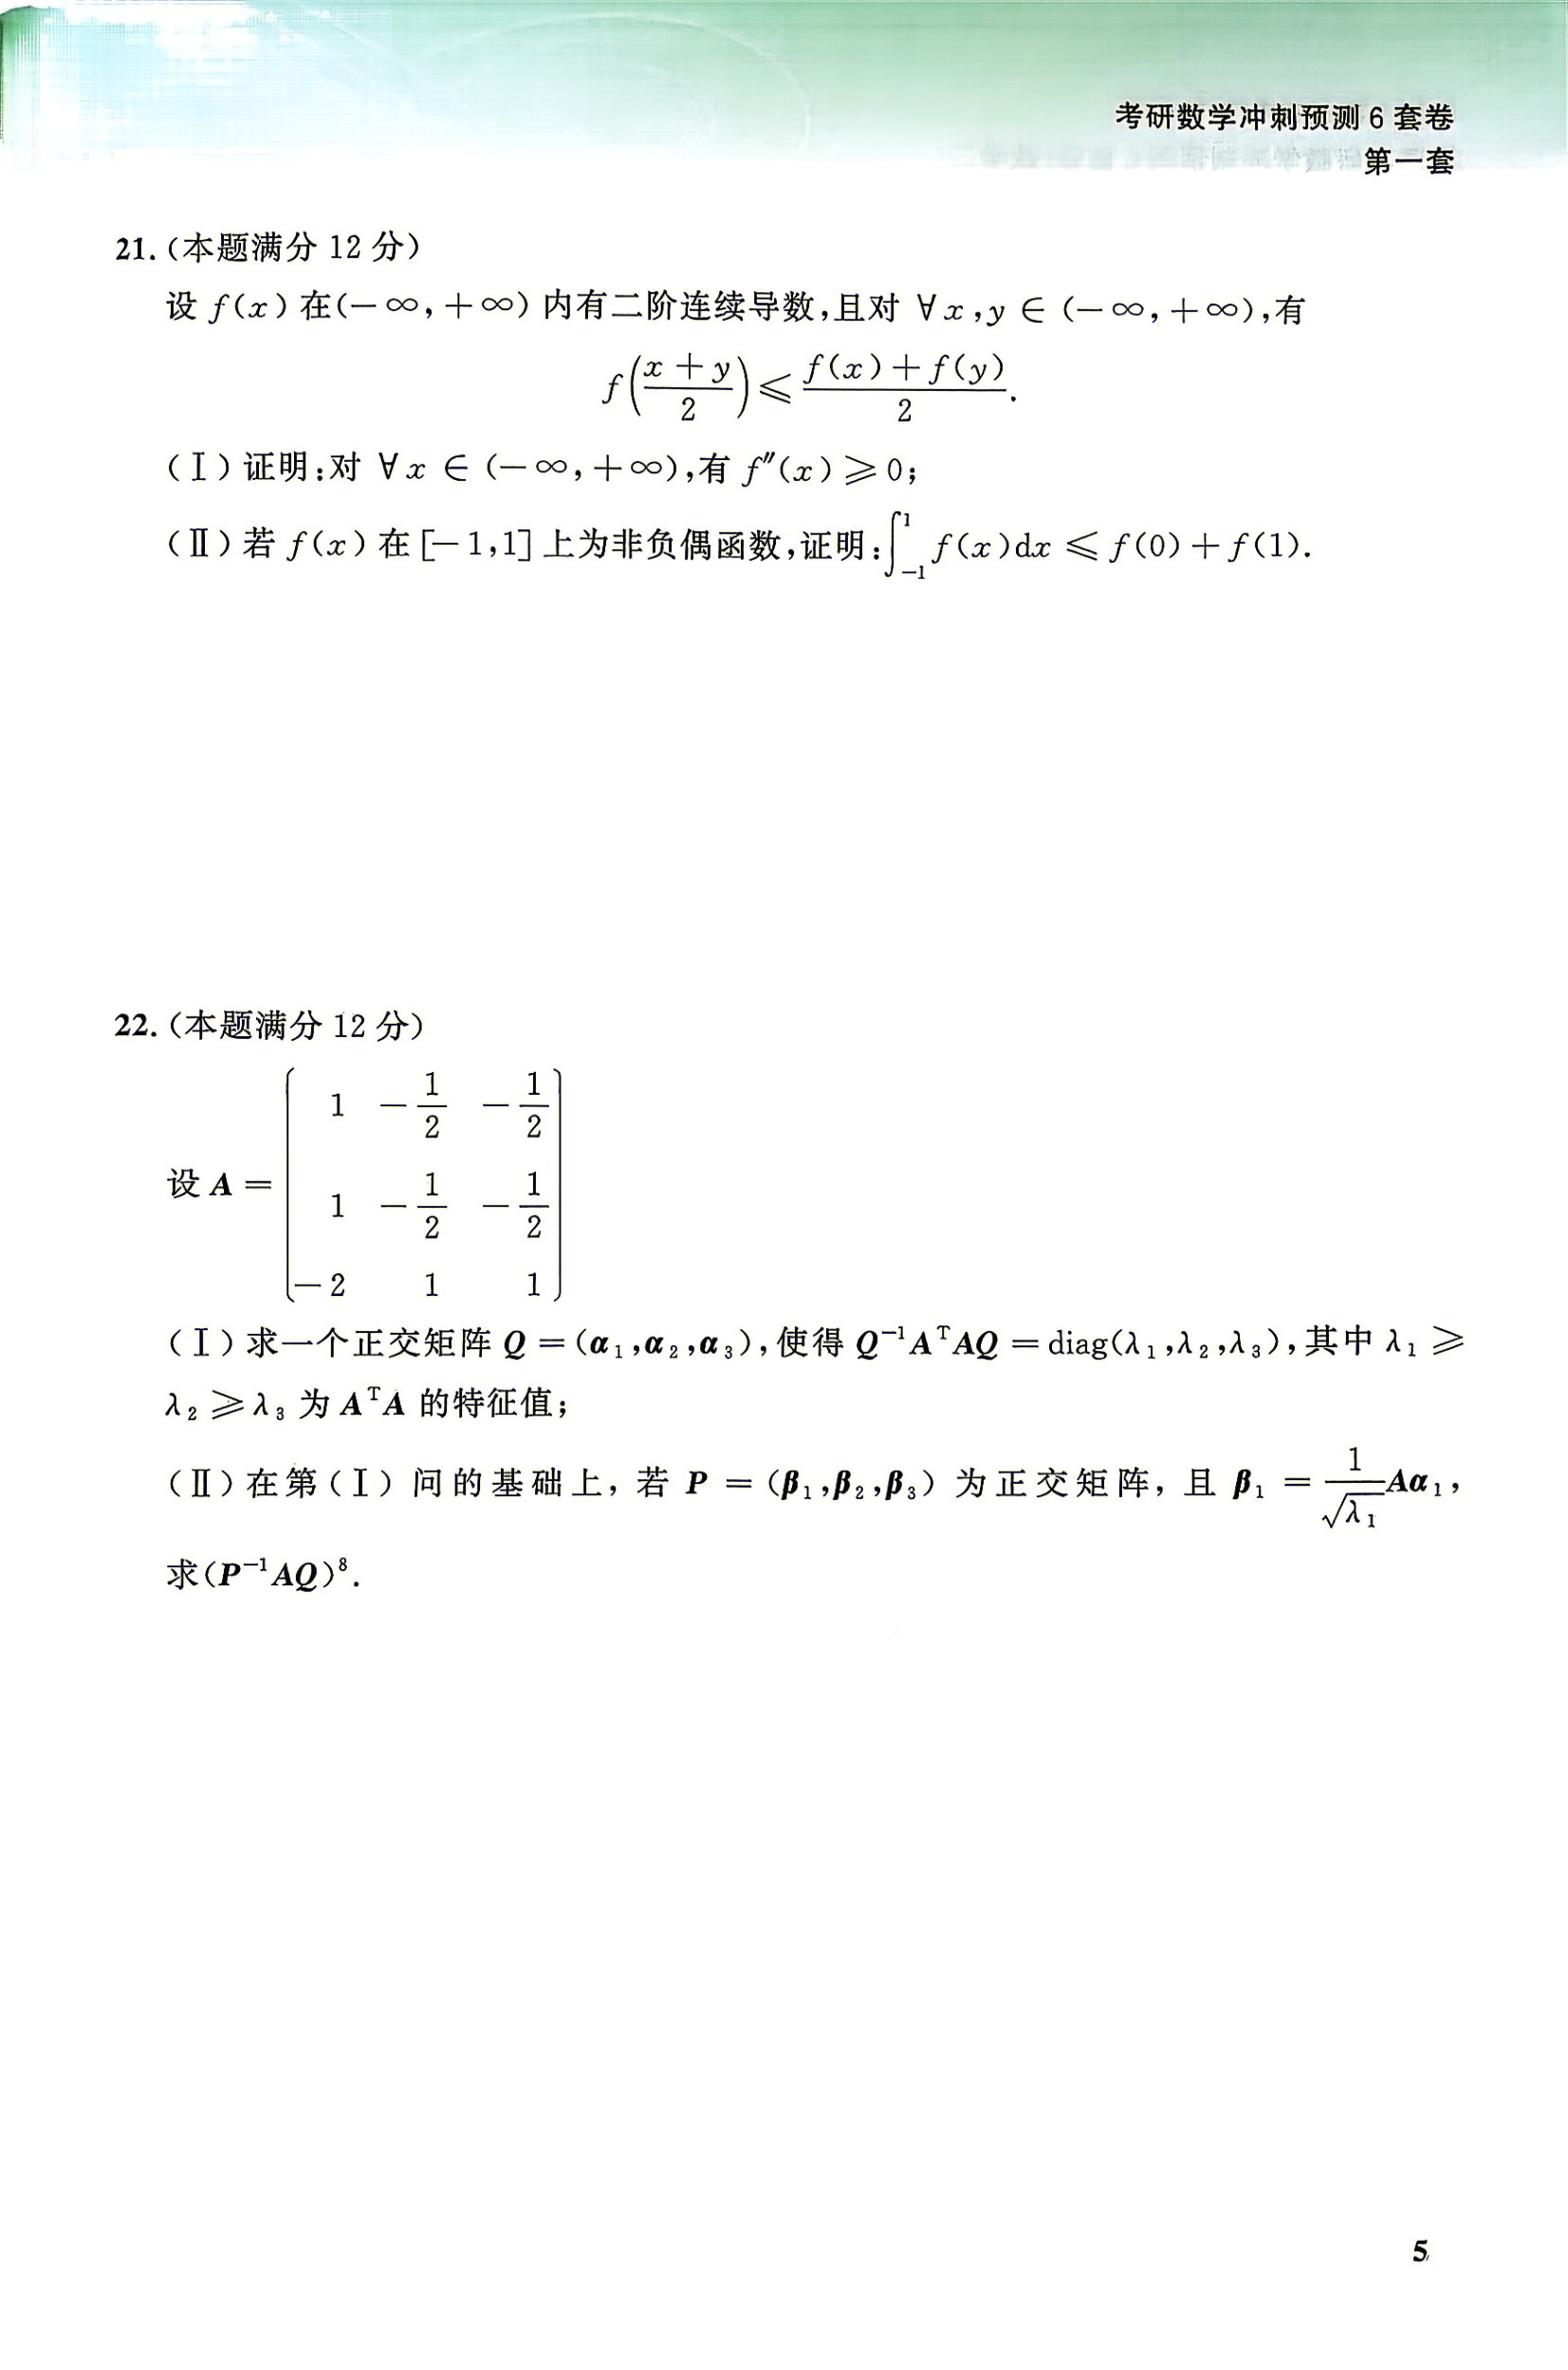 考研数学冲刺预测 6 套卷
第一套
21. (本题满分 12 分)
设 f(x) 在(-∞,+∞) 内有二阶连续导数,且对 ∀x,y ∈ (-∞,+∞),有
f((x+y)/2) ≤ (f(x)+f(y))/2.
(Ⅰ) 证明:对 ∀x ∈ (-∞,+∞),有 f″(x) ≥ 0;
(Ⅱ) 若 f(x) 在[-1,1] 上为非负偶函数,证明:∫_{-1}^{1} f(x)dx ≤ f(0)+f(1).
22. (本题满分 12 分)
设 A = 
1 -1/2 -1/2
1 -1/2 -1/2
-2 1 1
(Ⅰ) 求一个正交矩阵 Q = (α₁,α₂,α₃),使得 Q⁻¹AᵀAQ = diag(λ₁,λ₂,λ₃),其中 λ₁ ≥
λ₂ ≥ λ₃ 为 AᵀA 的特征值;
(Ⅱ) 在第(Ⅰ) 问的基础上, 若 P = (β₁,β₂,β₃) 为正交矩阵, 且 β₁ = 1/√λ₁ Aα₁,
求(P⁻¹AQ)⁸.
5